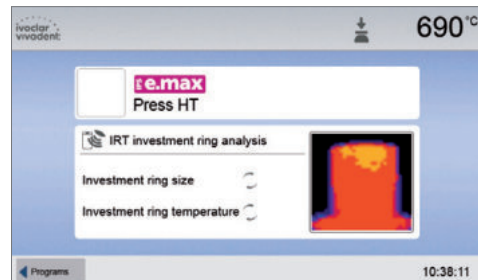 ivoclar
vivadent
690°C
IPS e.max
Press HT
IRT investment ring analysis
Investment ring size
Investment ring temperature
Programs
10:38:11